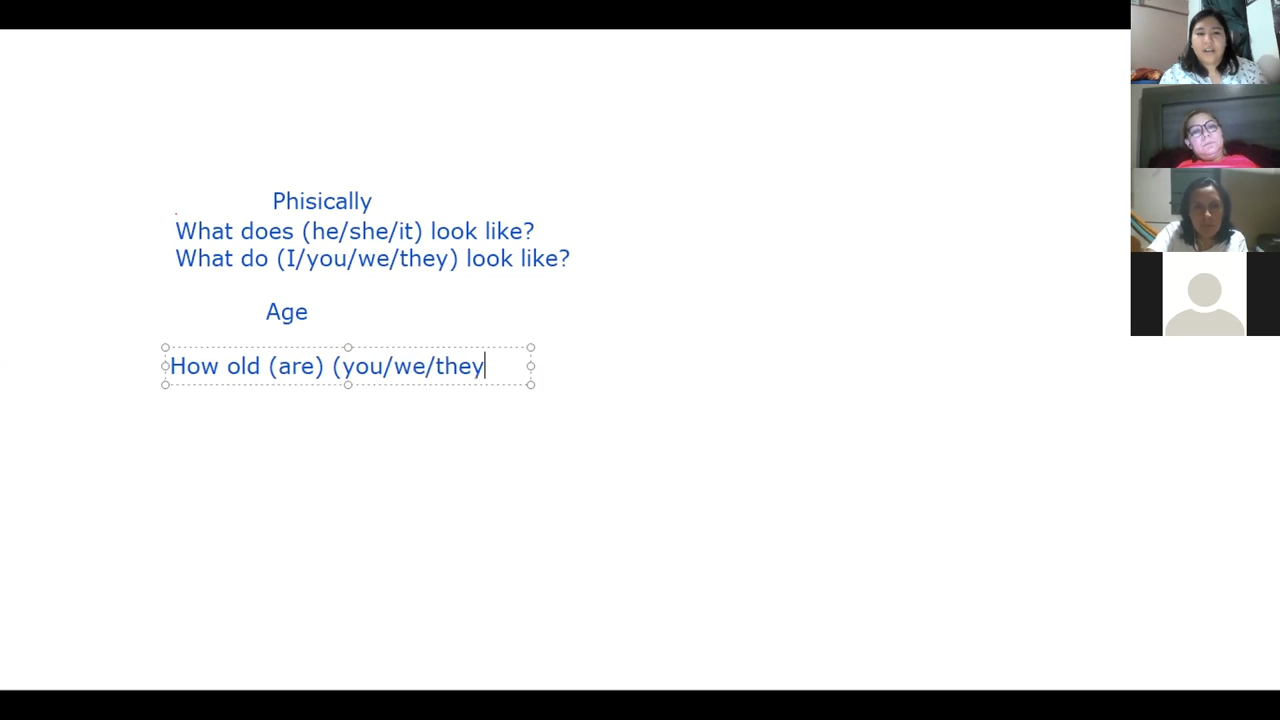 Phisically
What does (he/she/it) look like?
What do (I/you/we/they) look like?
Age
How old (are) (you/we/they